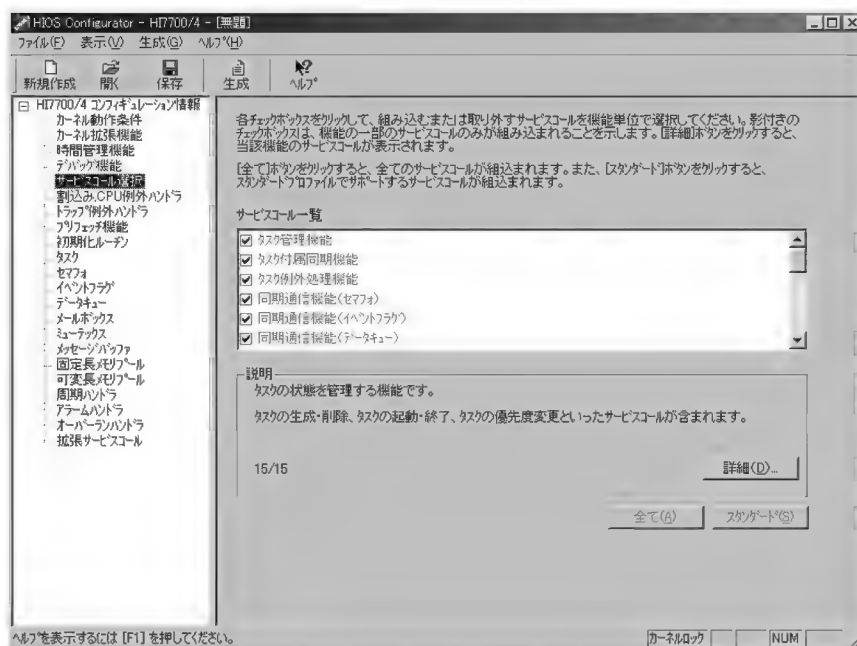 HIOS Configurator - HI7700/4 - [無題]
ファイル(F) 表示(V) 生成(G) ヘルプ(H)
新規作成 開く 保存 生成 ヘルプ
HI7700/4 コンフィギュレーション情報
カーネル動作条件
カーネル拡張機能
時間管理機能
デバッグ機能
サービスコール選択
割込み,CPU例外ハンドラ
トラップ例外ハンドラ
プリフェッチ機能
初期化ルーチン
タスク
セマフォ
イベントフラグ
データキュー
メールボックス
ミューテックス
メッセージバッファ
固定長メモリプール
可変長メモリプール
周期ハンドラ
アラームハンドラ
オーバーランハンドラ
拡張サービスコール
各チェックボックスをクリックして、組み込むまたは取り外すサービスコールを機能単位で選択してください。影付きの
チェックボックスは、機能の一部のサービスコールのみが組み込まれることを示します。[詳細]ボタンをクリックすると、
当該機能のサービスコールが表示されます。
[全て]ボタンをクリックすると、全てのサービスコールが組込まれます。また、[スタンダード]ボタンをクリックすると、
スタンダードプロファイルでサポートするサービスコールが組込まれます。
サービスコール一覧
タスク管理機能
タスク付属同期機能
タスク例外処理機能
同期通信機能(セマフォ)
同期通信機能(イベントフラグ)
同期通信機能(データキュー)
説明
タスクの状態を管理する機能です。
タスクの生成・削除、タスクの起動・終了、タスクの優先度変更といったサービスコールが含まれます。
15/15
詳細(D)...
全て(A) スタンダード(S)
ヘルプを表示するには [F1] を押してください。 カーネルロック NUM